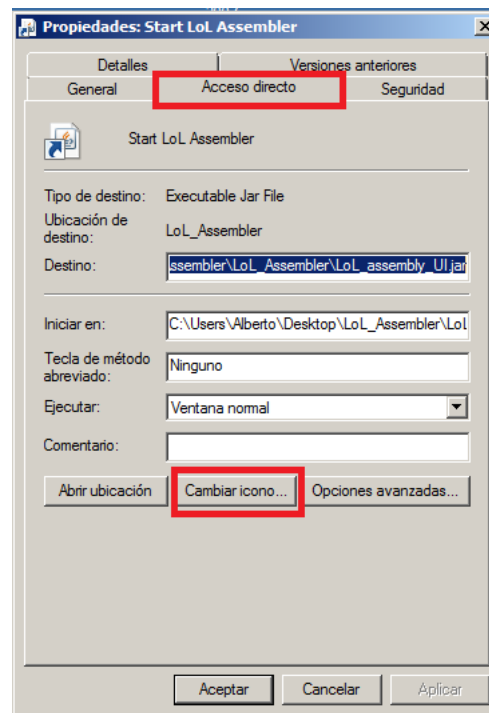 Propiedades: Start LoL Assembler
Detalles Versiones anteriores
General Acceso directo Seguridad
Start LoL Assembler
Tipo de destino: Executable Jar File
Ubicación de
destino: LoL_Assembler
Destino: ssembler\LoL_Assembler\LoL_assembly_UI.jar
Iniciar en: C:\Users\Alberto\Desktop\LoL_Assembler\LoL
Tecla de método
abreviado: Ninguno
Ejecutar: Ventana normal
Comentario:
Abrir ubicación Cambiar icono... Opciones avanzadas...
Aceptar Cancelar Aplicar